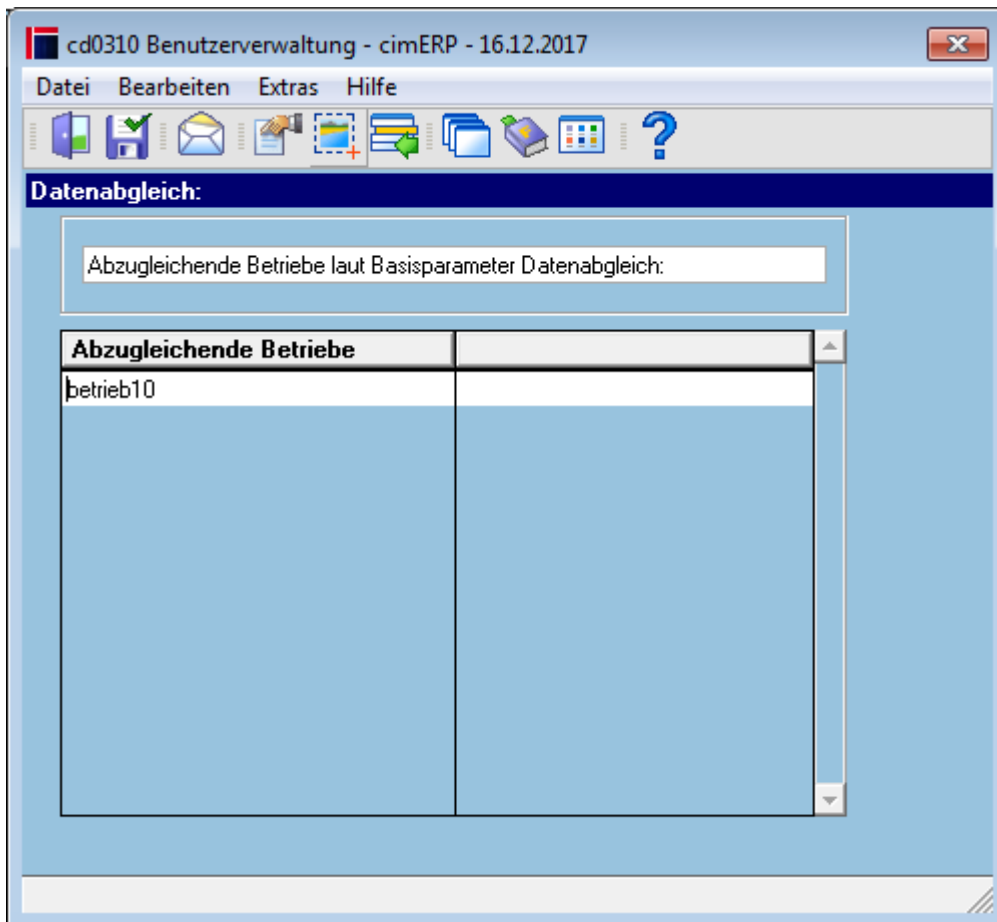 cd0310 Benutzerverwaltung - cimERP - 16.12.2017
Datei Bearbeiten Extras Hilfe
Datenabgleich:
Abzugleichende Betriebe laut Basisparameter Datenabgleich:
Abzugleichende Betriebe
betrieb10